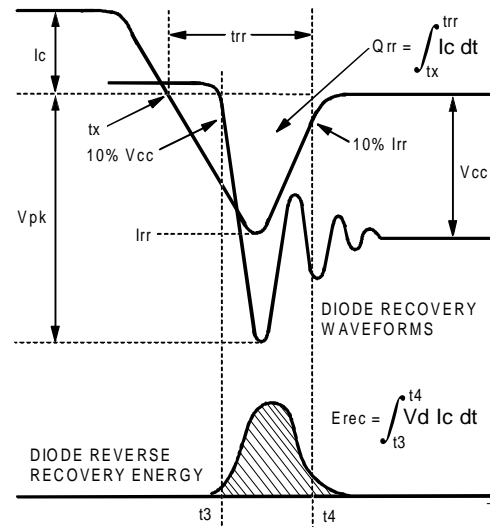 trr
Ic
Qrr = ∫ trr tx Ic dt
tx
10% Vcc
10% Irr
Vcc
Vpk
Irr
DIODE RECOVERY
WAVEFORMS
Erec = ∫ t4 t3 Vd Ic dt
DIODE REVERSE
RECOVERY ENERGY
t3
t4